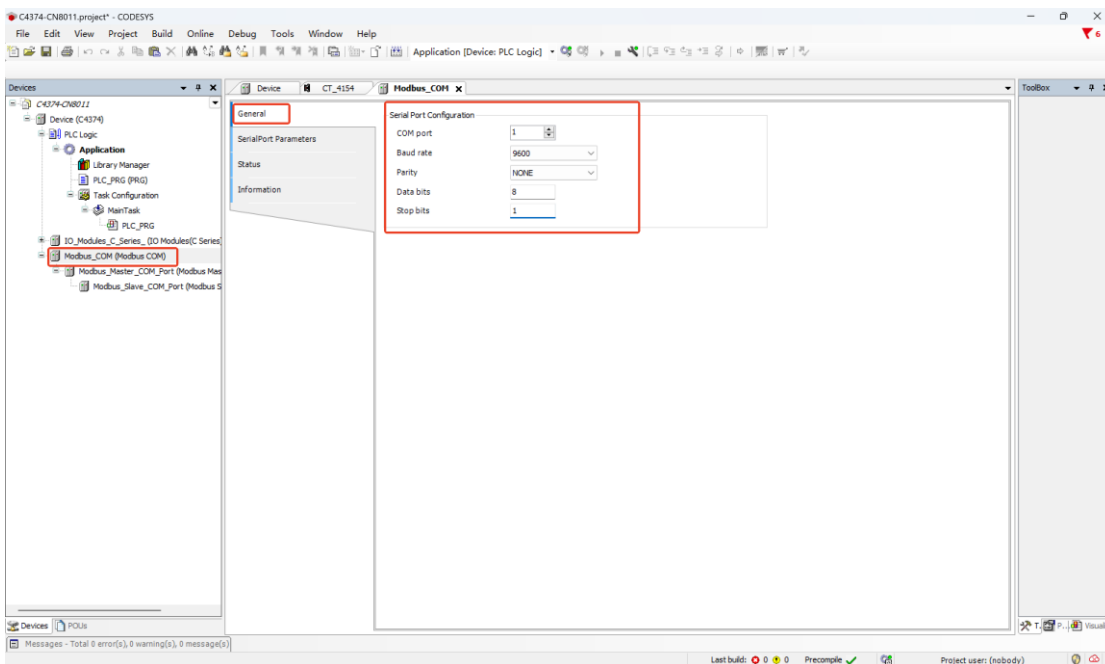 C4374-CN8011.project* - CODESYS
File Edit View Project Build Online Debug Tools Window Help
6
Application [Device: PLC Logic]
Devices
C4374-CN8011
Device (C4374)
PLC Logic
Application
Library Manager
PLC_PRG (PRG)
Task Configuration
MainTask
PLC_PRG
IO_Modules_C_Series_ (IO Modules(C Series)
Modbus_COM (Modbus COM)
Modbus_Master_COM_Port (Modbus Mas
Modbus_Slave_COM_Port (Modbus S
Devices POUs
Device CT_4154 Modbus_COM
General
SerialPort Parameters
Status
Information
Serial Port Configuration
COM port 1
Baud rate 9600
Parity NONE
Data bits 8
Stop bits 1
ToolBox
T. P... Visuali
Messages - Total 0 error(s), 0 warning(s), 0 message(s)
Last build: 0 0 Precompile Project user: (nobody)